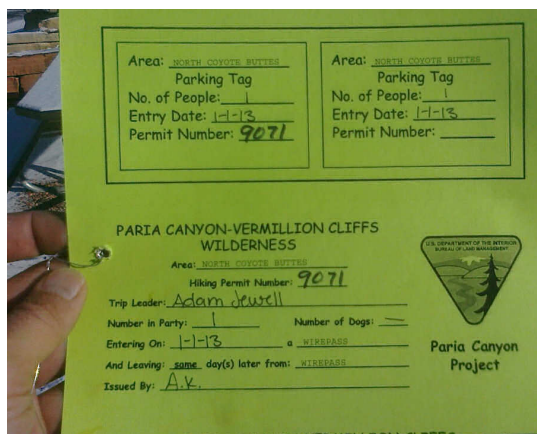 Area: NORTH COYOTE BUTTES
Parking Tag
No. of People: 1
Entry Date: 1-1-13
Permit Number: 9071
Area: NORTH COYOTE BUTTES
Parking Tag
No. of People: 1
Entry Date: 1-1-13
Permit Number:
PARIA CANYON-VERMILLION CLIFFS
WILDERNESS
Area: NORTH COYOTE BUTTES
Hiking Permit Number: 9071
Trip Leader: Adam Jewell
Number in Party: 1 Number of Dogs: —
Entering On: 1-1-13 @ WIREPASS
And Leaving: same day(s) later from: WIREPASS
Issued By: A.K.
U.S. DEPARTMENT OF THE INTERIOR
BUREAU OF LAND MANAGEMENT
Paria Canyon
Project